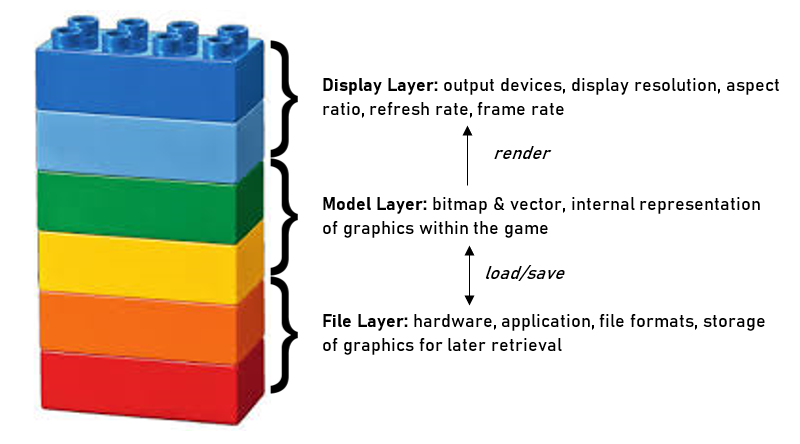 Display Layer: output devices, display resolution, aspect
ratio, refresh rate, frame rate
render
Model Layer: bitmap & vector, internal representation
of graphics within the game
load/save
File Layer: hardware, application, file formats, storage
of graphics for later retrieval